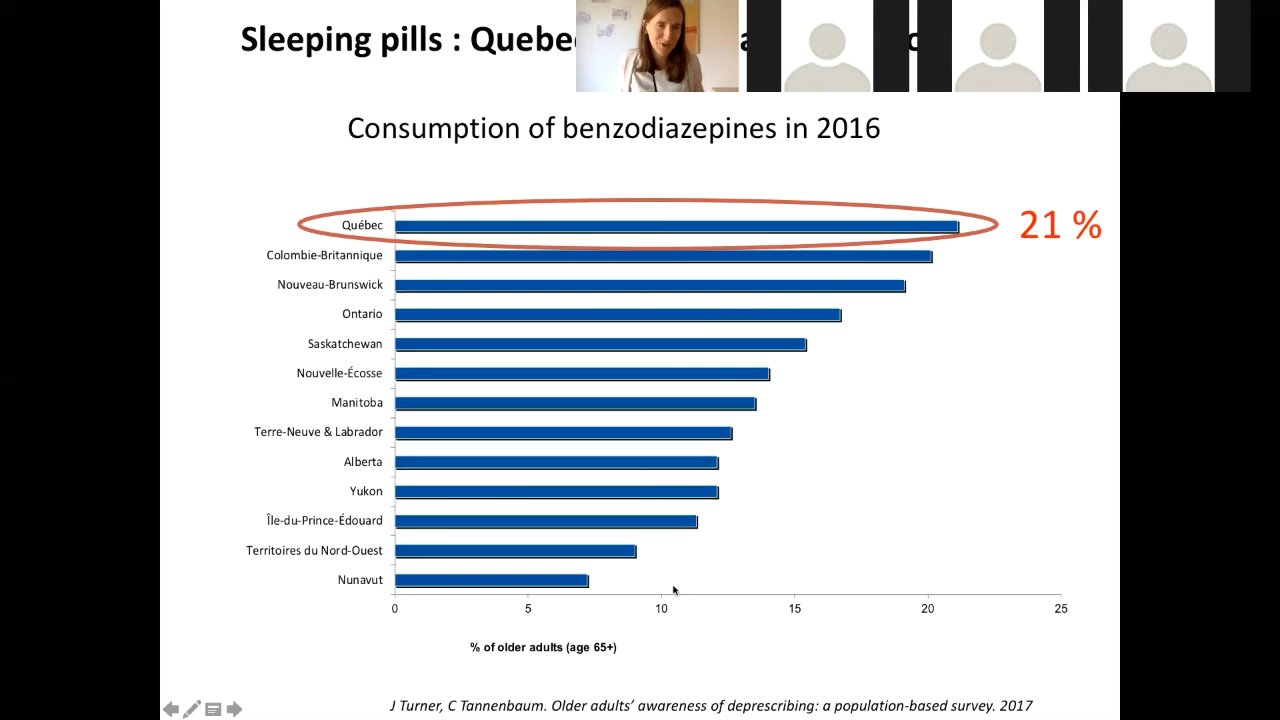 Sleeping pills : Quebec
Consumption of benzodiazepines in 2016
Québec
21 %
Colombie-Britannique
Nouveau-Brunswick
Ontario
Saskatchewan
Nouvelle-Écosse
Manitoba
Terre-Neuve & Labrador
Alberta
Yukon
Île-du-Prince-Édouard
Territoires du Nord-Ouest
Nunavut
0 5 10 15 20 25
% of older adults (age 65+)
J Turner, C Tannenbaum. Older adults’ awareness of deprescribing: a population-based survey. 2017